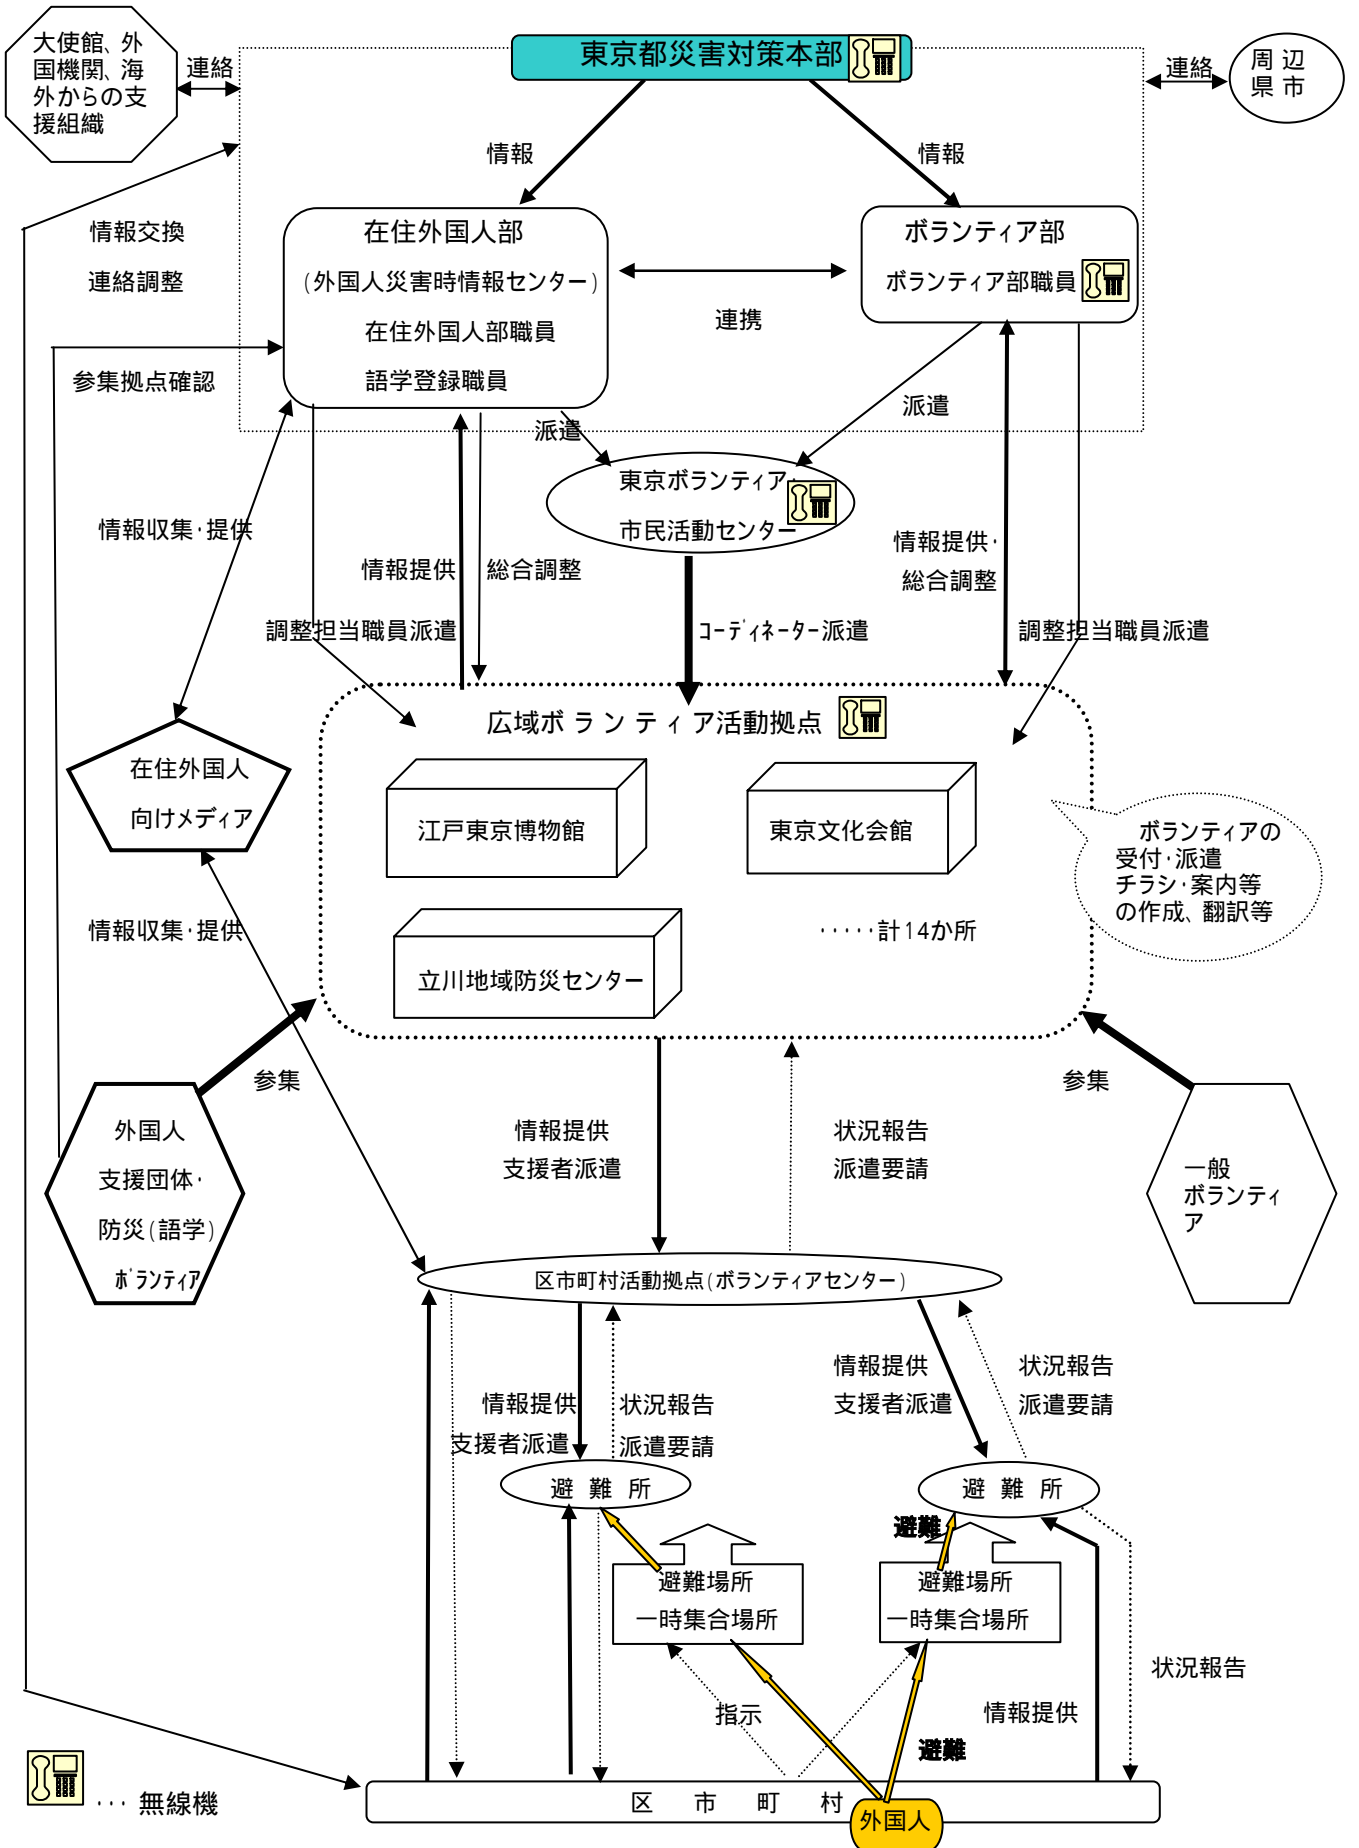 大使館、外
国機関、海
外からの支
援組織
連絡
東京都災害対策本部
連絡
周辺
県市
情報
情報
情報交換
連絡調整
在住外国人部
(外国人災害時情報センター)
在住外国人部職員
語学登録職員
連携
ボランティア部
ボランティア部職員
参集拠点確認
派遣
派遣
東京ボランティア・
市民活動センター
情報収集・提供
情報提供
総合調整
情報提供・
総合調整
調整担当職員派遣
コーディネーター派遣
調整担当職員派遣
広域ボランティア活動拠点
在住外国人
向けメディア
江戸東京博物館
東京文化会館
立川地域防災センター
・・・・・計14か所
ボランティアの
受付・派遣
チラシ・案内等
の作成、翻訳等
情報収集・提供
参集
参集
外国人
支援団体・
防災(語学)
ボランティア
情報提供
支援者派遣
状況報告
派遣要請
一般
ボランティ
ア
区市町村活動拠点(ボランティアセンター)
情報提供
支援者派遣
状況報告
派遣要請
情報提供
支援者派遣
状況報告
派遣要請
避難所
避難所
避難
避難場所
一時集合場所
避難場所
一時集合場所
状況報告
指示
情報提供
避難
・・・ 無線機
区市町村
外国人